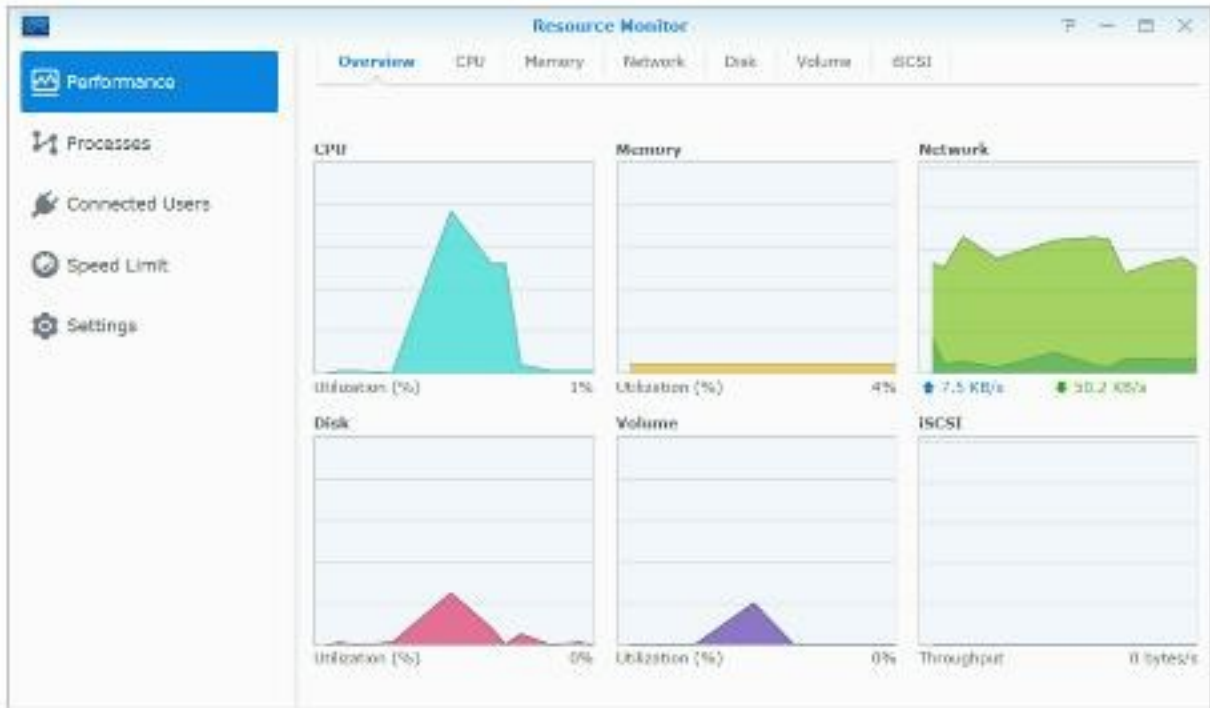 Resource Monitor
Performance
Processes
Connected Users
Speed Limit
Settings
Overview CPU Memory Network Disk Volume iSCSI
CPU Memory Network
Utilization (%) 1% Utilization (%) 4% 7.5 KB/s 50.2 KB/s
Disk Volume iSCSI
Utilization (%) 0% Utilization (%) 0% Throughput 0 bytes/s